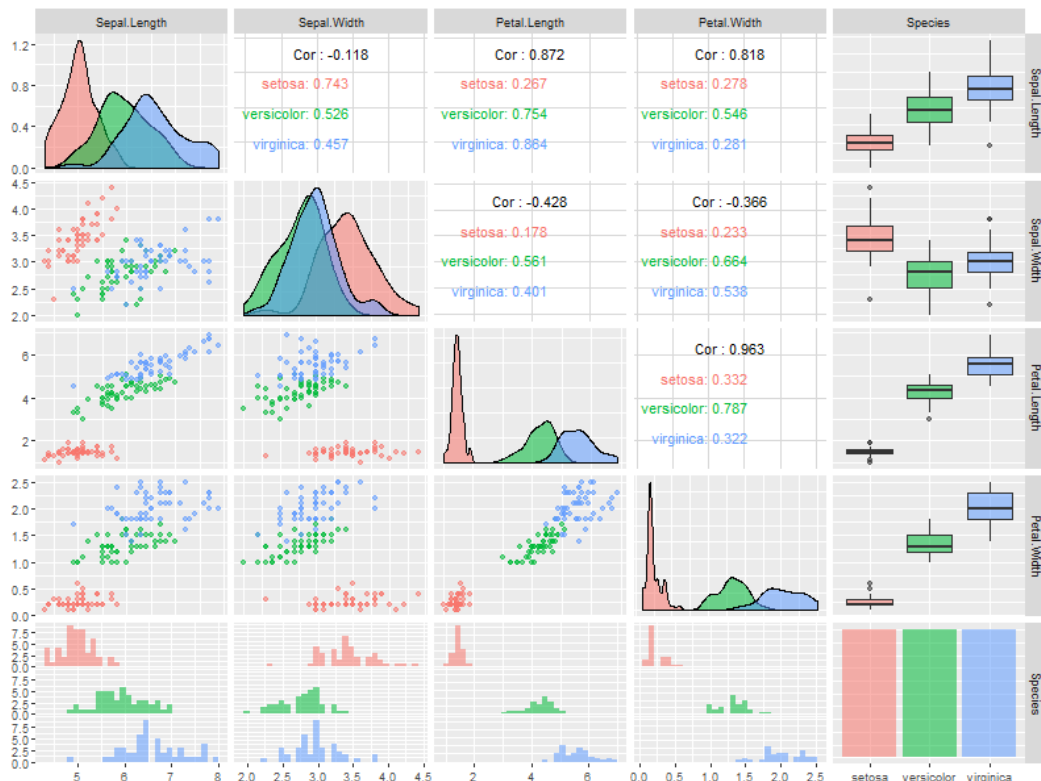 Sepal.Length Sepal.Width Petal.Length Petal.Width Species
1.2
0.8
0.4
0.0
Cor : -0.118
setosa: 0.743
versicolor: 0.526
virginica: 0.457
Cor : 0.872
setosa: 0.267
versicolor: 0.754
virginica: 0.864
Cor : 0.818
setosa: 0.278
versicolor: 0.546
virginica: 0.281
Sepal.Length
4.5
4.0
3.5
3.0
2.5
2.0
Cor : -0.428
setosa: 0.178
versicolor: 0.561
virginica: 0.401
Cor : -0.366
setosa: 0.233
versicolor: 0.664
virginica: 0.538
Sepal.Width
6
4
2
Cor : 0.963
setosa: 0.332
versicolor: 0.787
virginica: 0.322
Petal.Length
2.5
2.0
1.5
1.0
0.5
0.0
Petal.Width
7.5
5.0
2.5
0.0
7.5
5.0
2.5
0.0
7.5
5.0
2.5
0.0
Species
5 6 7 8 2.0 2.5 3.0 3.5 4.0 4.5 2 4 6 0.0 0.5 1.0 1.5 2.0 2.5 setosa versicolor virginica